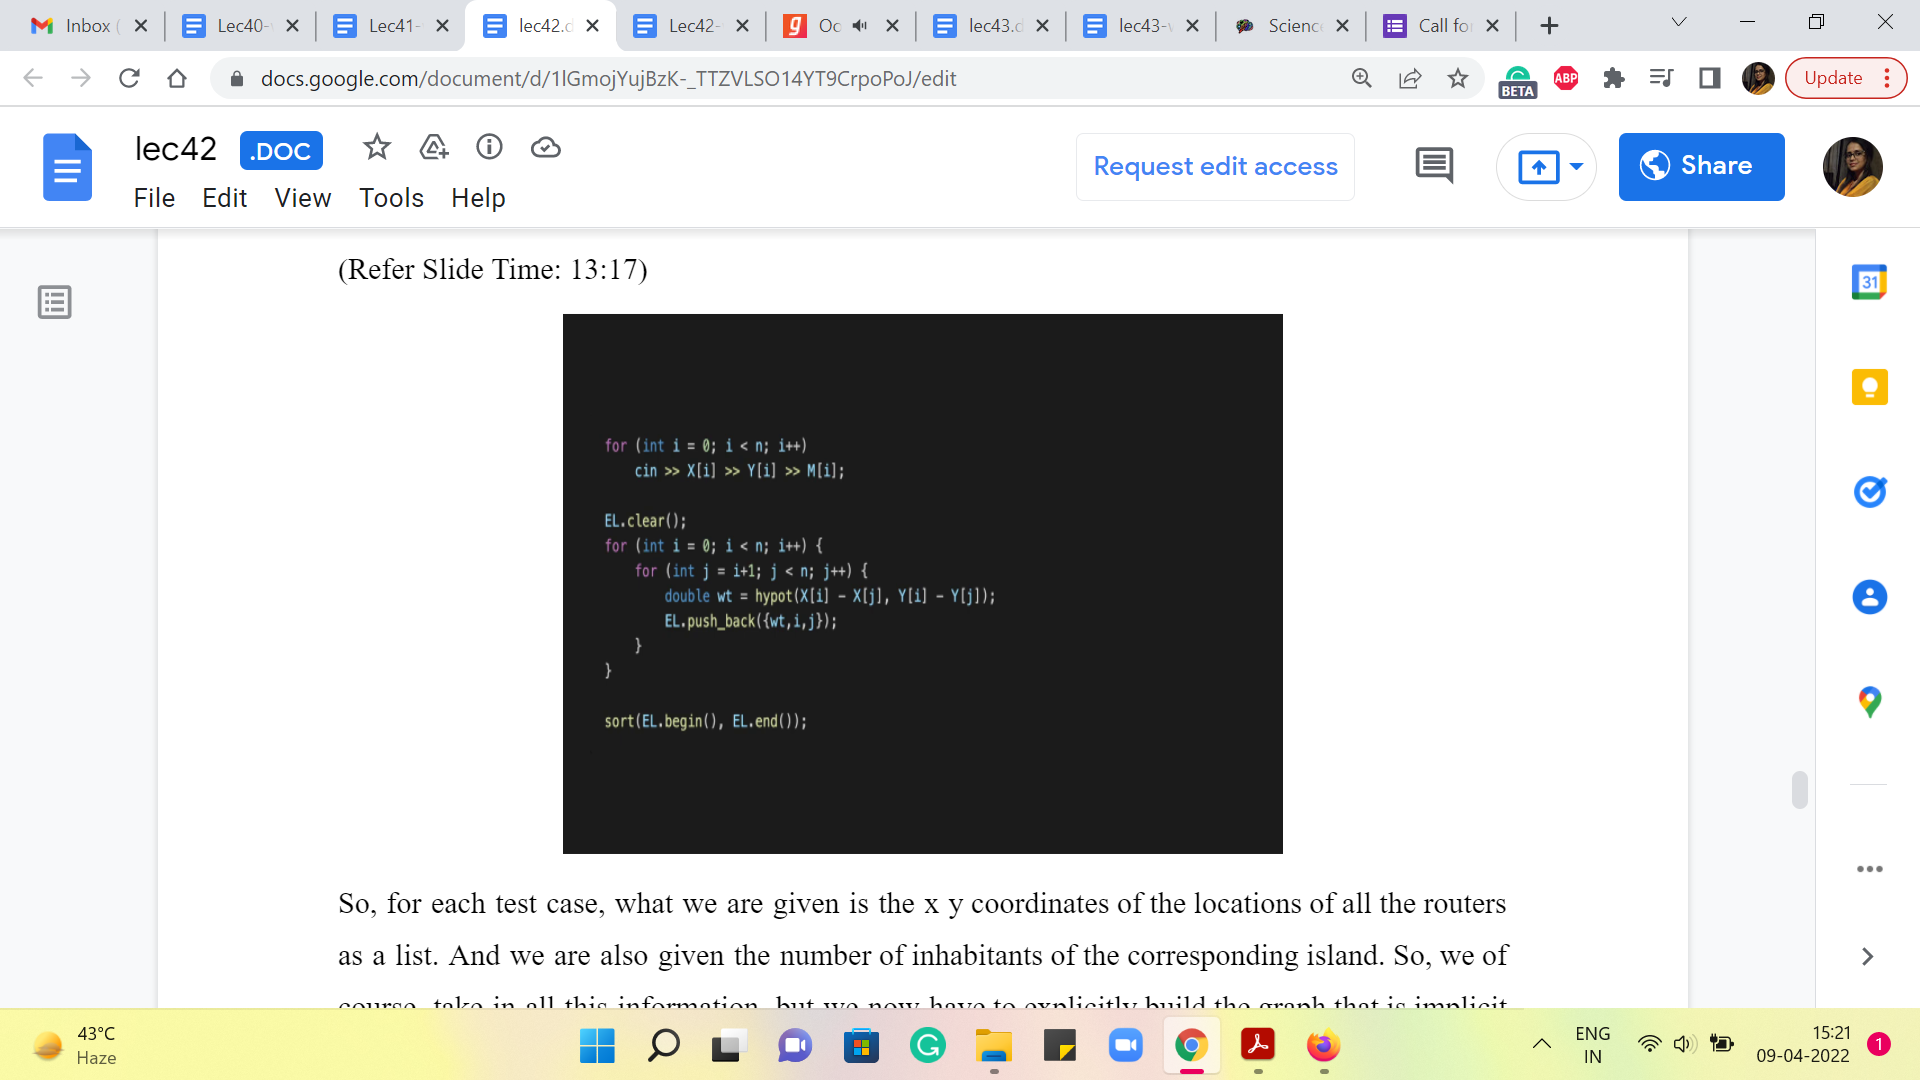 Inbox (
Lec40-
Lec41-
lec42.d
Lec42-
Oc
lec43.d
lec43-v
Science
Call for
docs.google.com/document/d/1lGmojYujBzK-_TTZVLSO14YT9CrpoPoJ/edit
ABP
BETA
Update
lec42 .DOC
Request edit access
Share
File Edit View Tools Help
31
(Refer Slide Time: 13:17)
for (int i = 0; i < n; i++)
cin >> X[i] >> Y[i] >> M[i];
EL.clear();
for (int i = 0; i < n; i++) {
for (int j = i+1; j < n; j++) {
double wt = hypot(X[i] - X[j], Y[i] - Y[j]);
EL.push_back({wt,i,j});
}
}
sort(EL.begin(), EL.end());
So, for each test case, what we are given is the x y coordinates of the locations of all the routers
as a list. And we are also given the number of inhabitants of the corresponding island. So, we of
course, take in all this information, but we now have to explicitly build the graph that is implicit
43°C
Haze
ENG
IN
15:21
09-04-2022
1